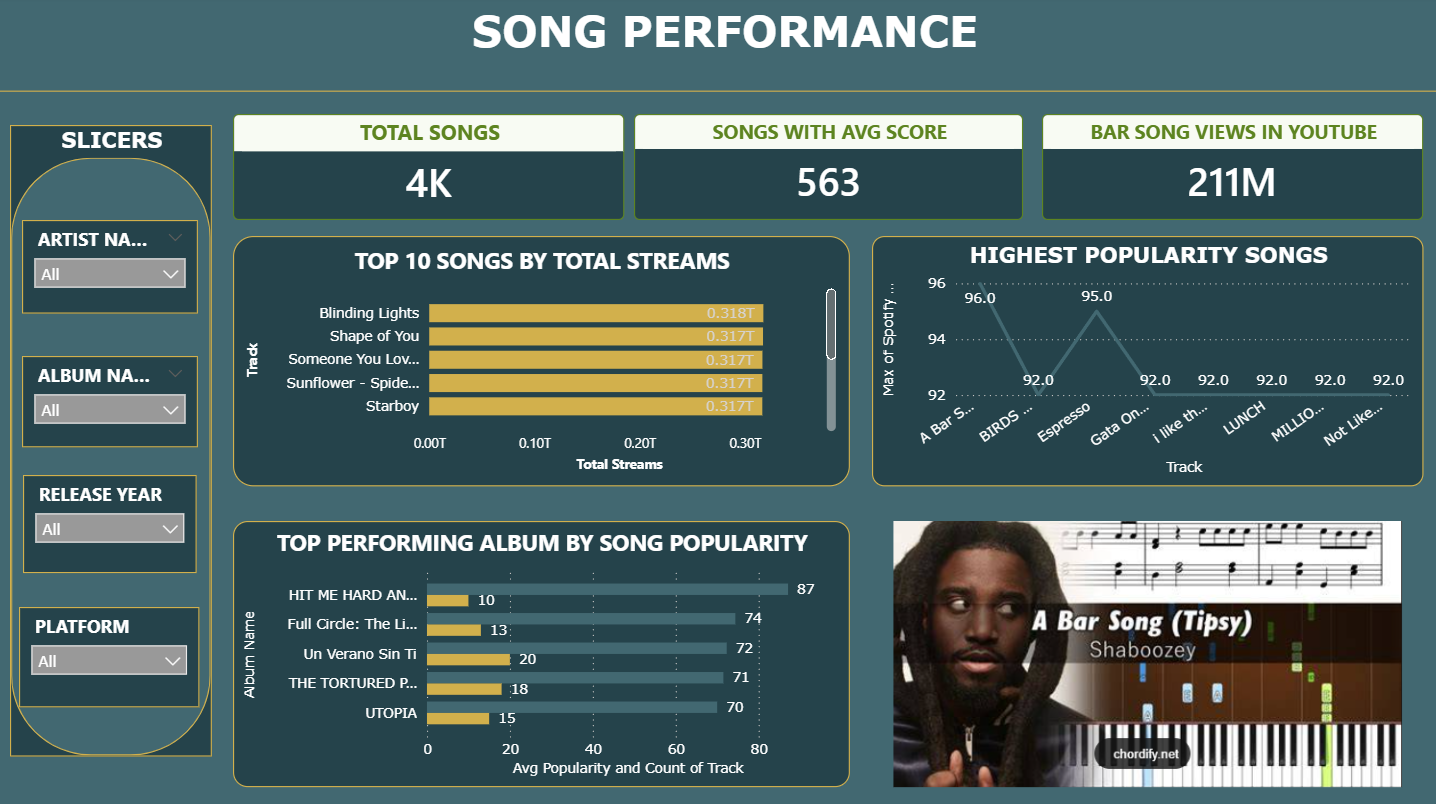 SONG PERFORMANCE
SLICERS
ARTIST NA...
All
ALBUM NA...
All
RELEASE YEAR
All
PLATFORM
All
TOTAL SONGS
4K
SONGS WITH AVG SCORE
563
BAR SONG VIEWS IN YOUTUBE
211M
TOP 10 SONGS BY TOTAL STREAMS
Track
Blinding Lights
0.318T
Shape of You
0.317T
Someone You Lov...
0.317T
Sunflower - Spide...
0.317T
Starboy
0.317T
0.00T
0.10T
0.20T
0.30T
Total Streams
HIGHEST POPULARITY SONGS
Max of Spotify ...
96
94
92
96.0
92.0
95.0
92.0
92.0
92.0
92.0
92.0
A Bar S...
BIRDS ...
Espresso
Gata On...
i like th...
LUNCH
MILLIO...
Not Like...
Track
TOP PERFORMING ALBUM BY SONG POPULARITY
Album Name
HIT ME HARD AN...
87
10
Full Circle: The Li...
74
13
Un Verano Sin Ti
72
20
THE TORTURED P...
71
18
UTOPIA
70
15
0
20
40
60
80
Avg Popularity and Count of Track
A Bar Song (Tipsy)
Shaboozey
chordify.net